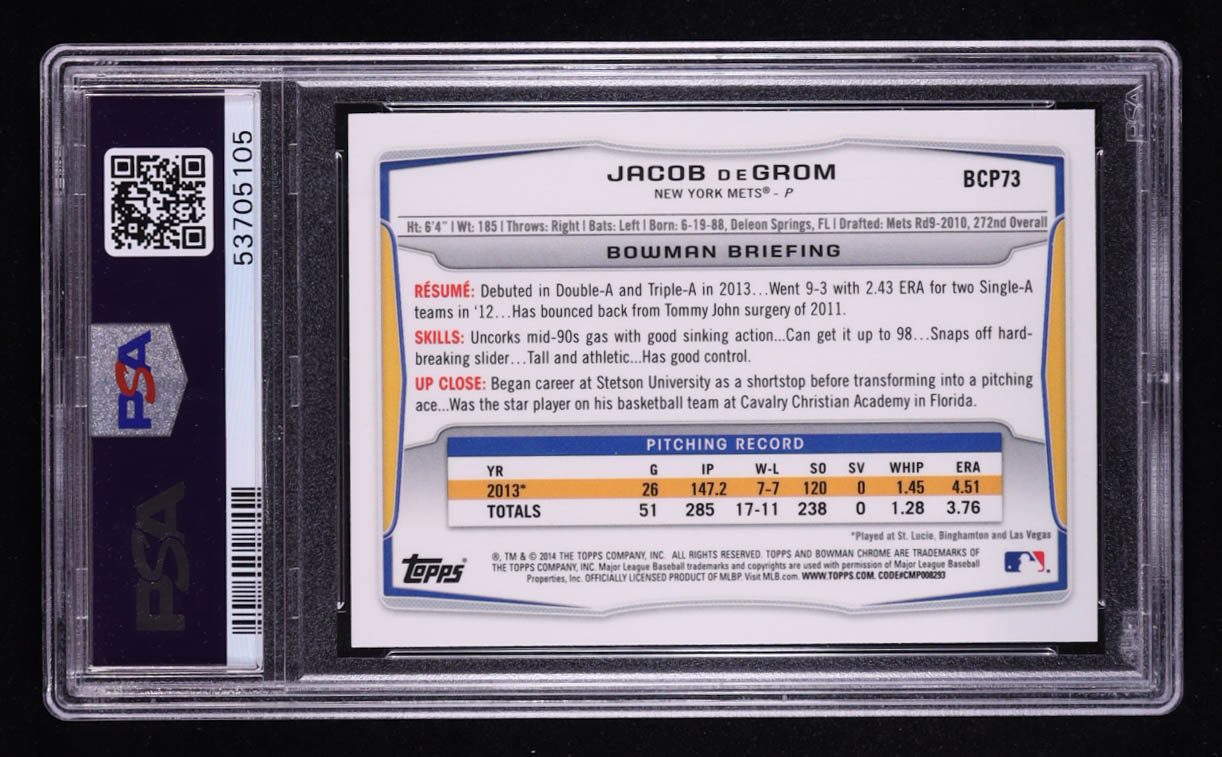 PSA
53705105
PSA
PSA
JACOB DEGROM
BCP73
NEW YORK METS® - P
Ht: 6'4" | Wt: 185 | Throws: Right | Bats: Left | Born: 6-19-88, Deleon Springs, FL | Drafted: Mets Rd9-2010, 272nd Overall
BOWMAN BRIEFING
RÉSUMÉ: Debuted in Double-A and Triple-A in 2013...Went 9-3 with 2.43 ERA for two Single-A
teams in '12...Has bounced back from Tommy John surgery of 2011.
SKILLS: Uncorks mid-90s gas with good sinking action...Can get it up to 98...Snaps off hard-
breaking slider...Tall and athletic...Has good control.
UP CLOSE: Began career at Stetson University as a shortstop before transforming into a pitching
ace...Was the star player on his basketball team at Cavalry Christian Academy in Florida.
PITCHING RECORD
YR G IP W-L SO SV WHIP ERA
2013* 26 147.2 7-7 120 0 1.45 4.51
TOTALS 51 285 17-11 238 0 1.28 3.76
*Played at St. Lucie, Binghamton and Las Vegas
Topps®
®, TM & © 2014 THE TOPPS COMPANY, INC. ALL RIGHTS RESERVED. TOPPS AND BOWMAN CHROME ARE TRADEMARKS OF
THE TOPPS COMPANY, INC. Major League Baseball trademarks and copyrights are used with permission of Major League Baseball
Properties, Inc. OFFICIALLY LICENSED PRODUCT OF MLBP Visit MLB.com. WWW.TOPPS.COM. CODE#CMP008293